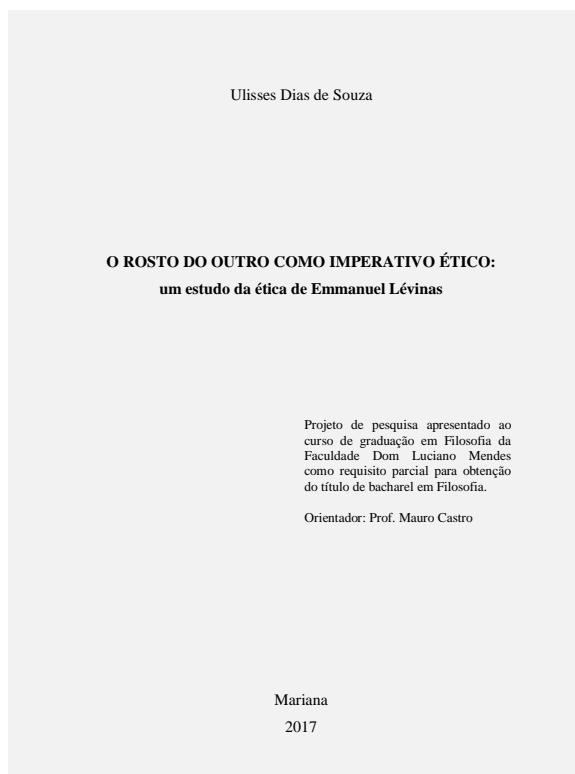 Ulisses Dias de Souza
O ROSTO DO OUTRO COMO IMPERATIVO ÉTICO:
um estudo da ética de Emmanuel Lévinas
Projeto de pesquisa apresentado ao
curso de graduação em Filosofia da
Faculdade Dom Luciano Mendes
como requisito parcial para obtenção
do título de bacharel em Filosofia.
Orientador: Prof. Mauro Castro
Mariana
2017